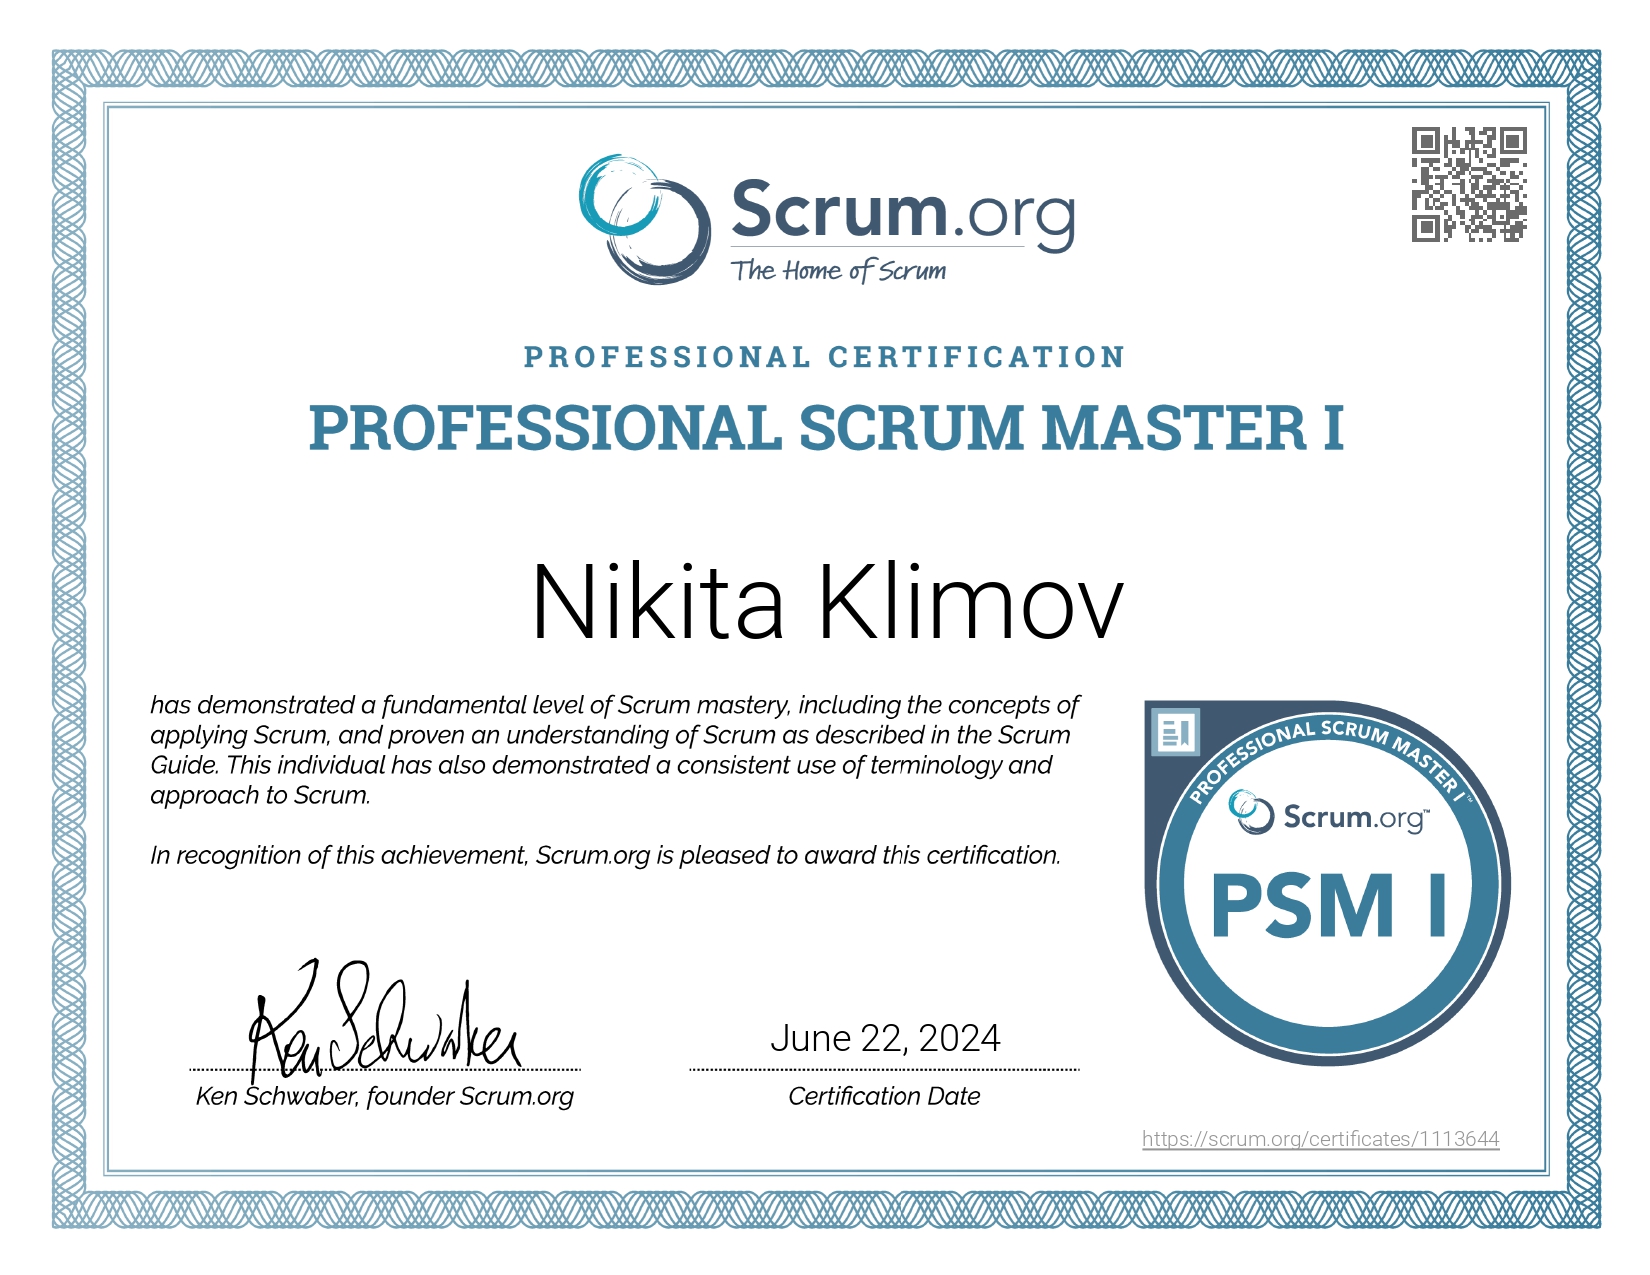 Scrum.org
The Home of Scrum
PROFESSIONAL CERTIFICATION
PROFESSIONAL SCRUM MASTER I
Nikita Klimov
has demonstrated a fundamental level of Scrum mastery, including the concepts of
applying Scrum, and proven an understanding of Scrum as described in the Scrum
Guide. This individual has also demonstrated a consistent use of terminology and
approach to Scrum.
In recognition of this achievement, Scrum.org is pleased to award this certification.
PROFESSIONAL SCRUM MASTER I™
Scrum.org™
PSM I
Ken Schwaber
June 22, 2024
Ken Schwaber, founder Scrum.org
Certification Date
https://scrum.org/certificates/1113644